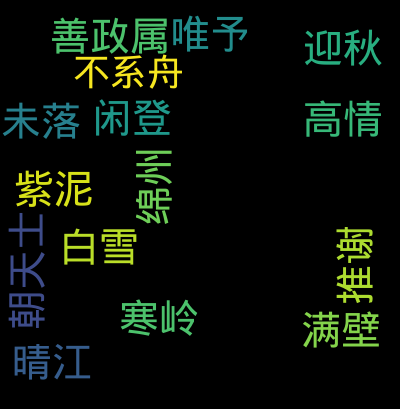 善政属
唯予
迎秋
不系舟
未落
闲登
高情
绵州
紫泥
朝天士
白雪
推谢
寒岭
满壁
晴江